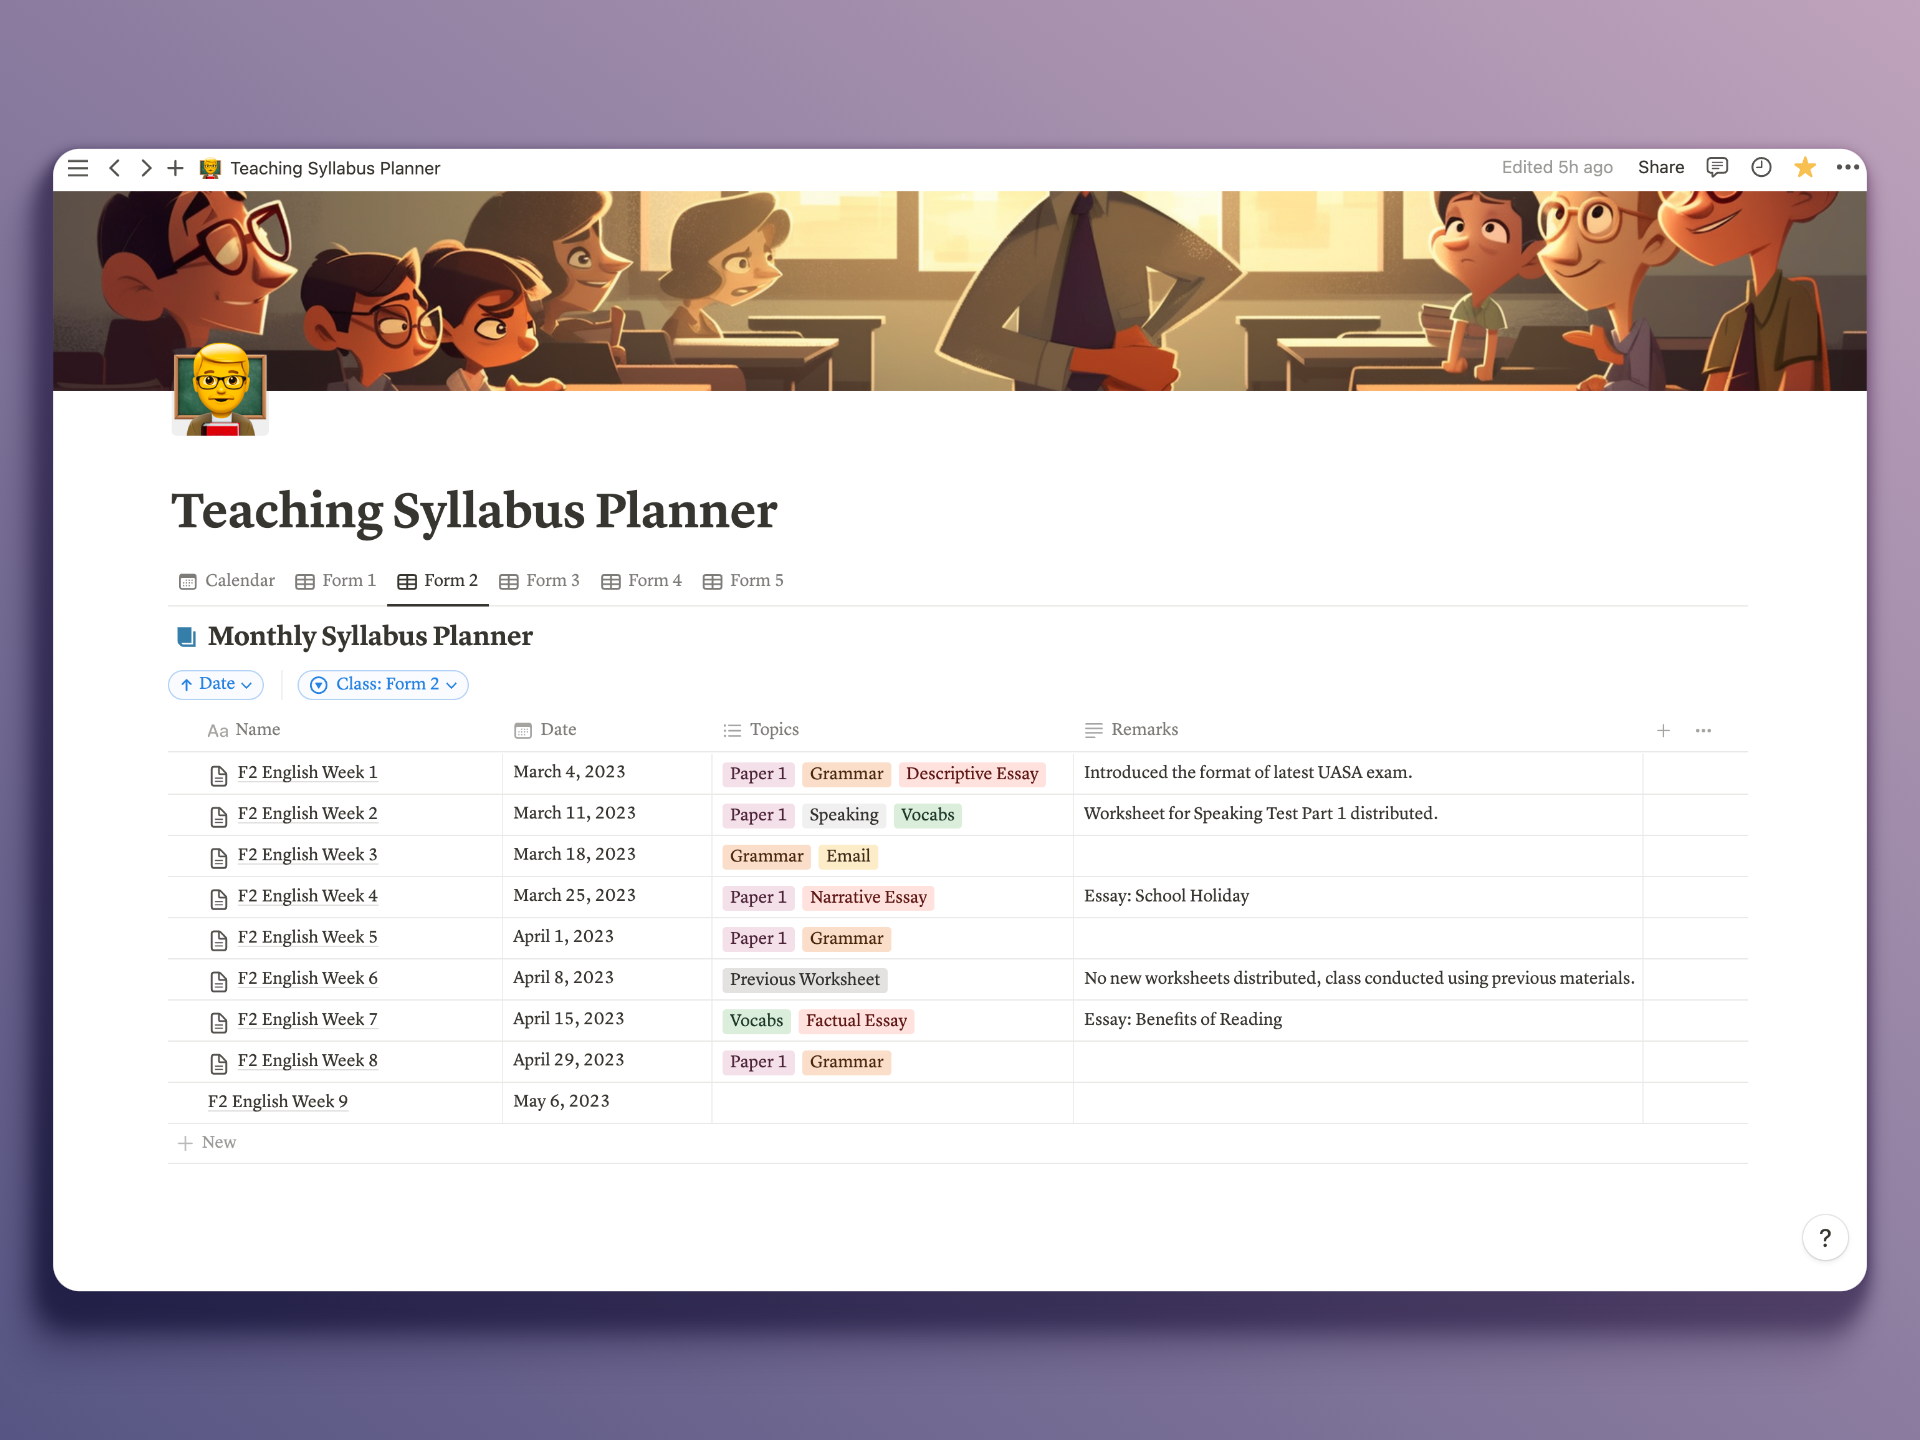 Teaching Syllabus Planner
Edited 5h ago Share
Teaching Syllabus Planner
Calendar Form 1 Form 2 Form 3 Form 4 Form 5
Monthly Syllabus Planner
Date Class: Form 2
Aa Name Date Topics Remarks
F2 English Week 1 March 4, 2023 Paper 1 Grammar Descriptive Essay Introduced the format of latest UASA exam.
F2 English Week 2 March 11, 2023 Paper 1 Speaking Vocabs Worksheet for Speaking Test Part 1 distributed.
F2 English Week 3 March 18, 2023 Grammar Email
F2 English Week 4 March 25, 2023 Paper 1 Narrative Essay Essay: School Holiday
F2 English Week 5 April 1, 2023 Paper 1 Grammar
F2 English Week 6 April 8, 2023 Previous Worksheet No new worksheets distributed, class conducted using previous materials.
F2 English Week 7 April 15, 2023 Vocabs Factual Essay Essay: Benefits of Reading
F2 English Week 8 April 29, 2023 Paper 1 Grammar
F2 English Week 9 May 6, 2023
New
?